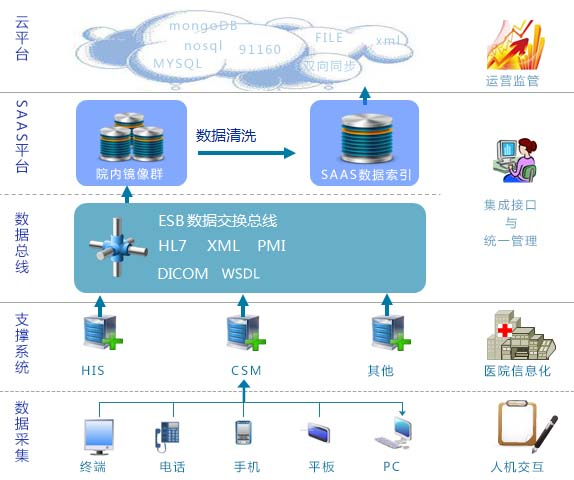 云平台
mongoDB
nosql
MYSQL
91160
FILE
xml
双向同步
运营监管
SAAS平台
院内镜像群
数据清洗
SAAS数据索引
集成接口
与
统一管理
数据总线
ESB 数据交换总线
HL7 XML PMI
DICOM WSDL
支撑系统
HIS
CSM
其他
医院信息化
数据采集
终端
电话
手机
平板
PC
人机交互